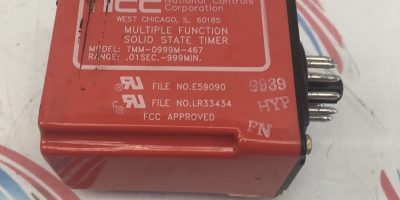 ncc National Controls
Corporation
WEST CHICAGO, IL. 60185
MULTIPLE FUNCTION
SOLID STATE TIMER
MODEL: TMM-0999M-467
RANGE: .01SEC.-999MIN.
FILE NO.E59090
FILE NO.LR33434
FCC APPROVED
9939
HYP
FN